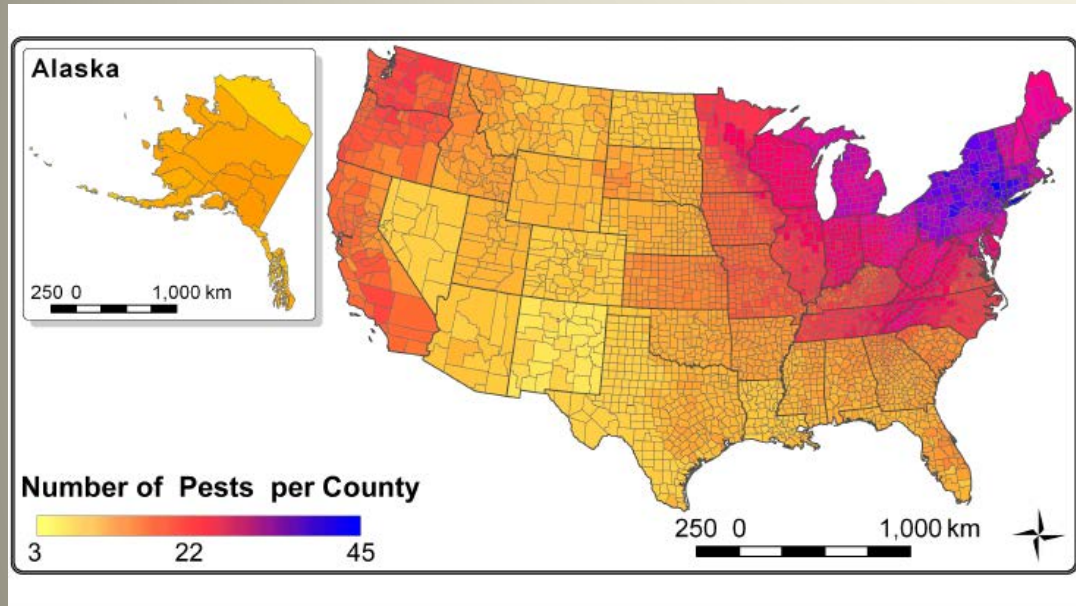 Alaska
250 0 1,000 km
Number of Pests per County
3 22 45
250 0 1,000 km